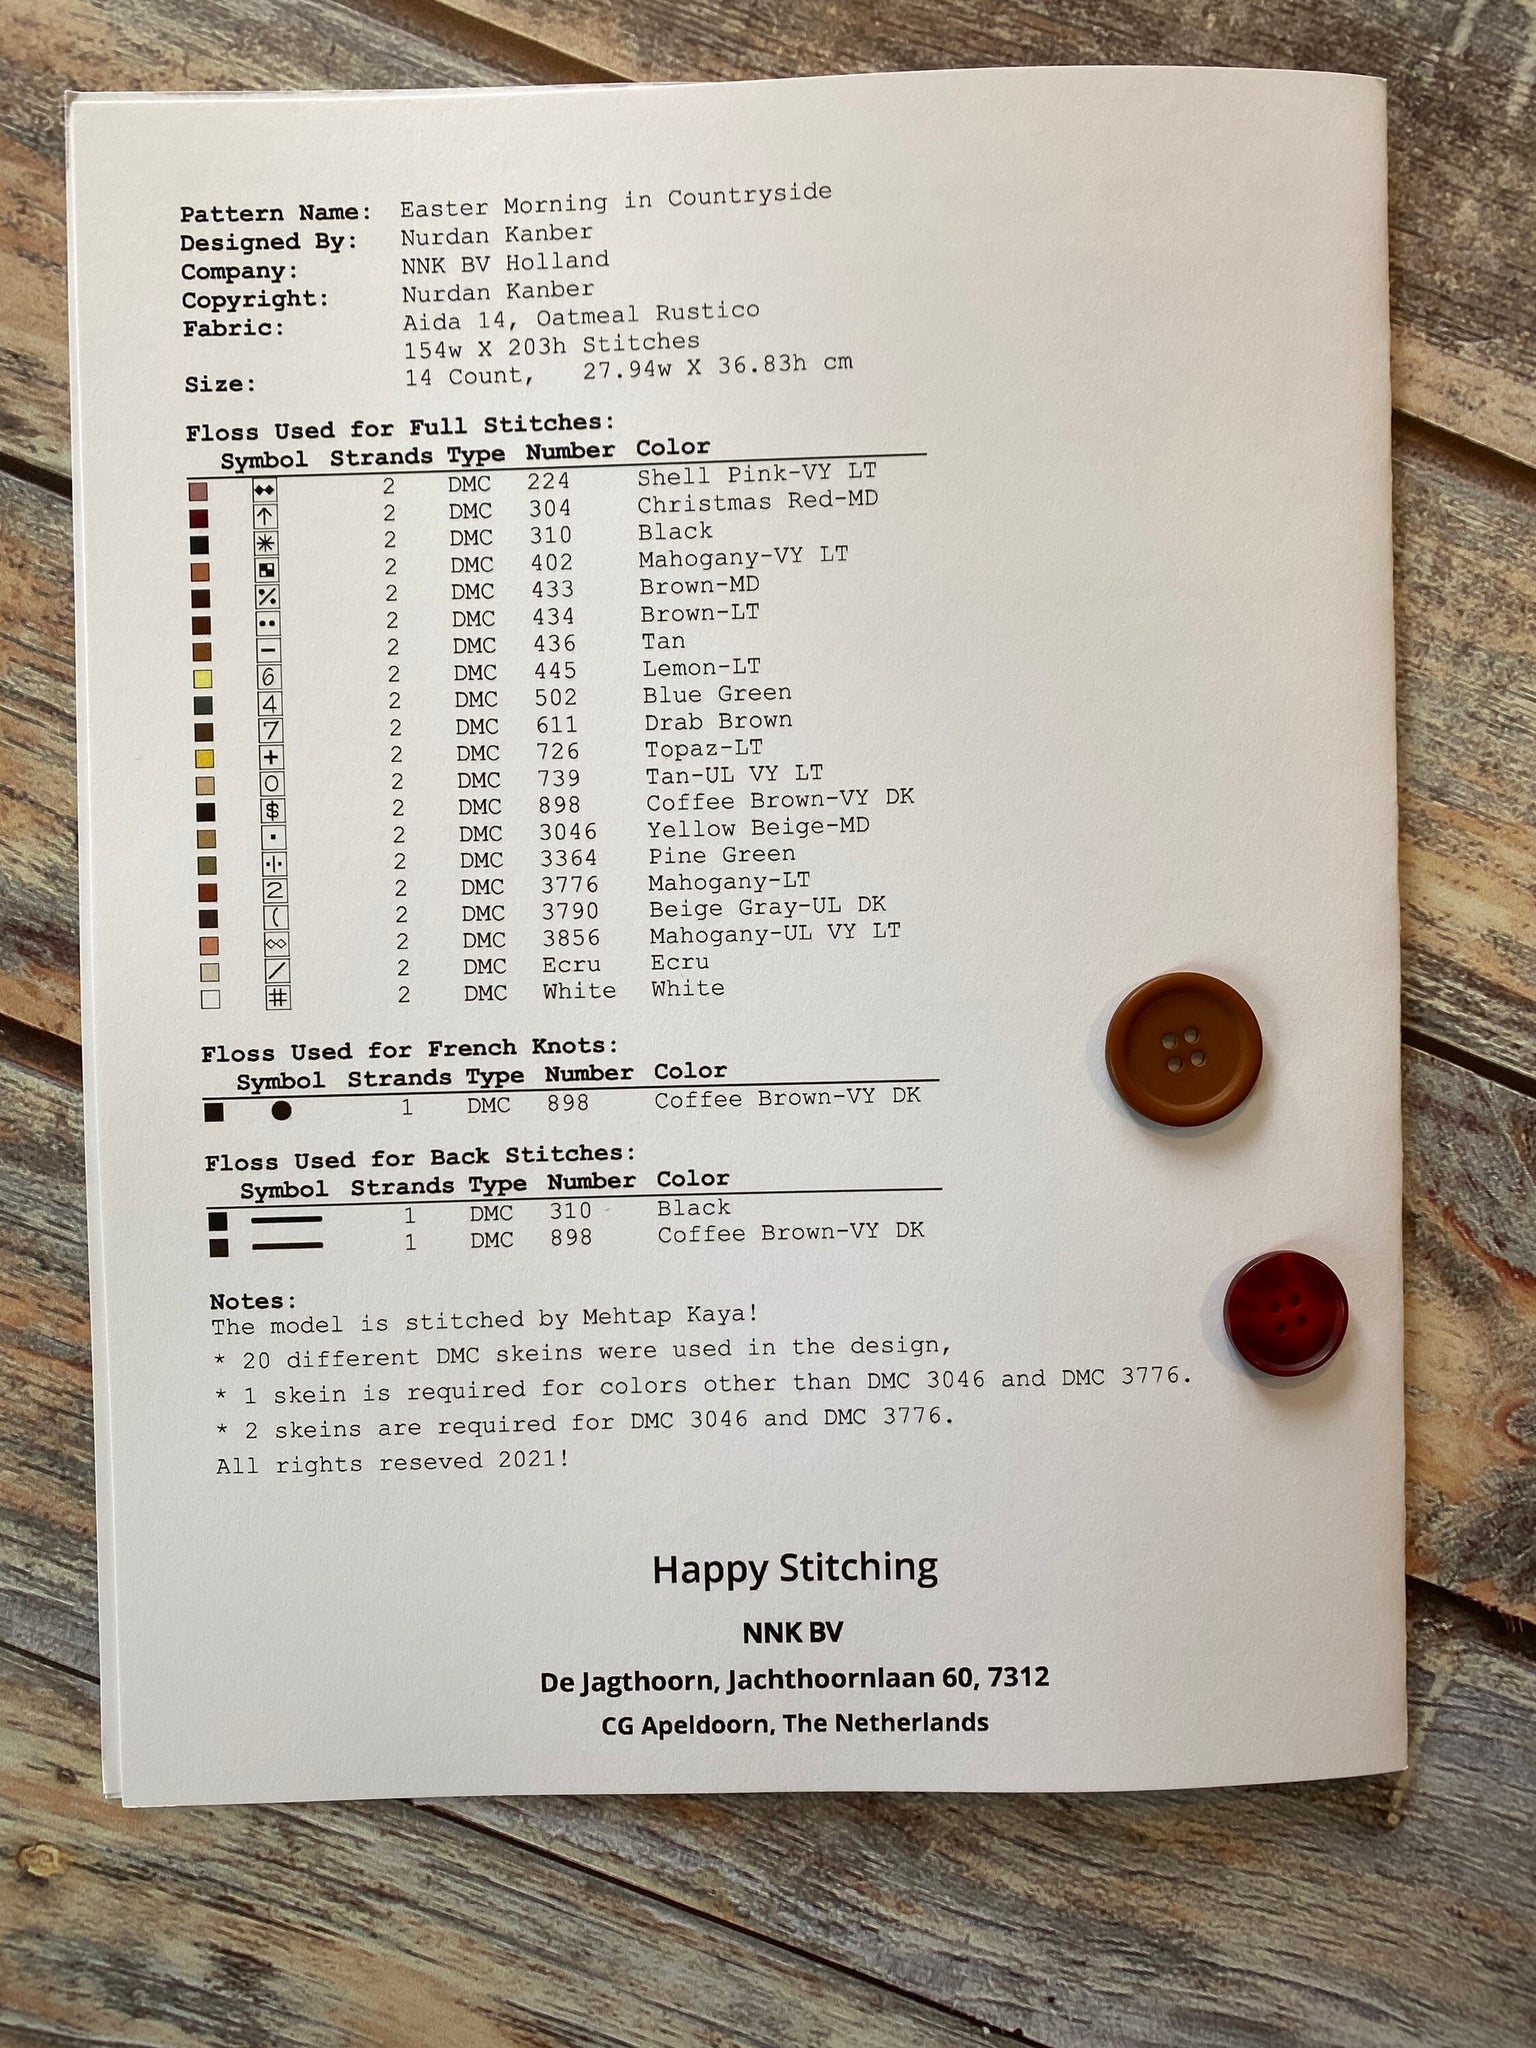 Pattern Name: Easter Morning in Countryside
Designed By: Nurdan Kanber
Company: NNK BV Holland
Copyright: Nurdan Kanber
Fabric: Aida 14, Oatmeal Rustico
154w X 203h Stitches
Size: 14 Count, 27.94w X 36.83h cm
Floss Used for Full Stitches:
Symbol Strands Type Number Color
2 DMC 224 Shell Pink-VY LT
↑ 2 DMC 304 Christmas Red-MD
* 2 DMC 310 Black
2 DMC 402 Mahogany-VY LT
% 2 DMC 433 Brown-MD
•• 2 DMC 434 Brown-LT
- 2 DMC 436 Tan
6 2 DMC 445 Lemon-LT
4 2 DMC 502 Blue Green
7 2 DMC 611 Drab Brown
+ 2 DMC 726 Topaz-LT
O 2 DMC 739 Tan-UL VY LT
$ 2 DMC 898 Coffee Brown-VY DK
· 2 DMC 3046 Yellow Beige-MD
·|· 2 DMC 3364 Pine Green
2 2 DMC 3776 Mahogany-LT
( 2 DMC 3790 Beige Gray-UL DK
2 DMC 3856 Mahogany-UL VY LT
/ 2 DMC Ecru Ecru
# 2 DMC White White
Floss Used for French Knots:
Symbol Strands Type Number Color
● 1 DMC 898 Coffee Brown-VY DK
Floss Used for Back Stitches:
Symbol Strands Type Number Color
1 DMC 310 Black
1 DMC 898 Coffee Brown-VY DK
Notes:
The model is stitched by Mehtap Kaya!
* 20 different DMC skeins were used in the design,
* 1 skein is required for colors other than DMC 3046 and DMC 3776.
* 2 skeins are required for DMC 3046 and DMC 3776.
All rights reseved 2021!
Happy Stitching
NNK BV
De Jagthoorn, Jachthoornlaan 60, 7312
CG Apeldoorn, The Netherlands